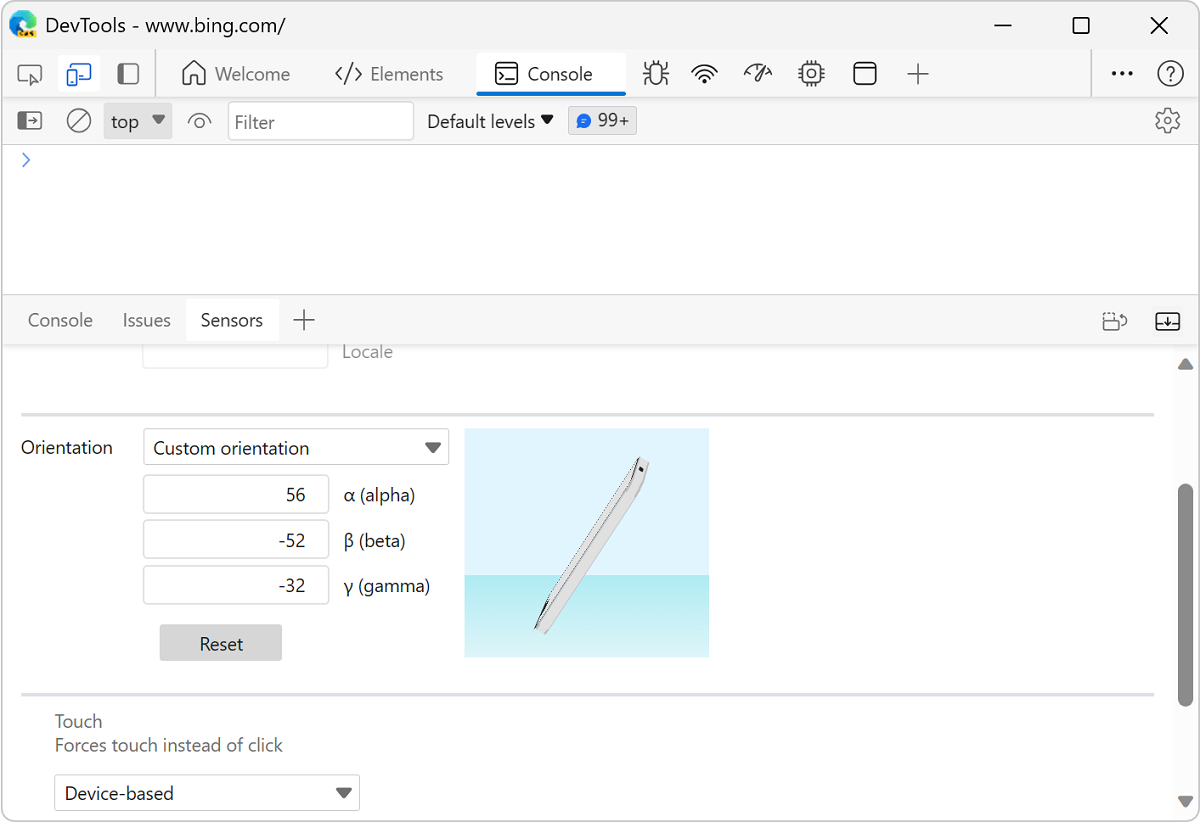 DevTools - www.bing.com/
Welcome
Elements
Console
top
Filter
Default levels
99+
Console
Issues
Sensors
Locale
Orientation
Custom orientation
56
α (alpha)
-52
β (beta)
-32
γ (gamma)
Reset
Touch
Forces touch instead of click
Device-based